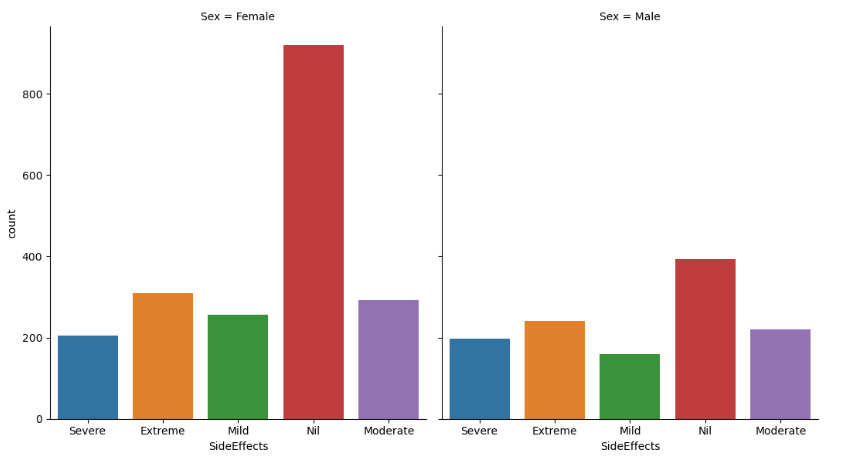 Sex = Female
Sex = Male
count
800
600
400
200
0
Severe Extreme Mild Nil Moderate
SideEffects
Severe Extreme Mild Nil Moderate
SideEffects